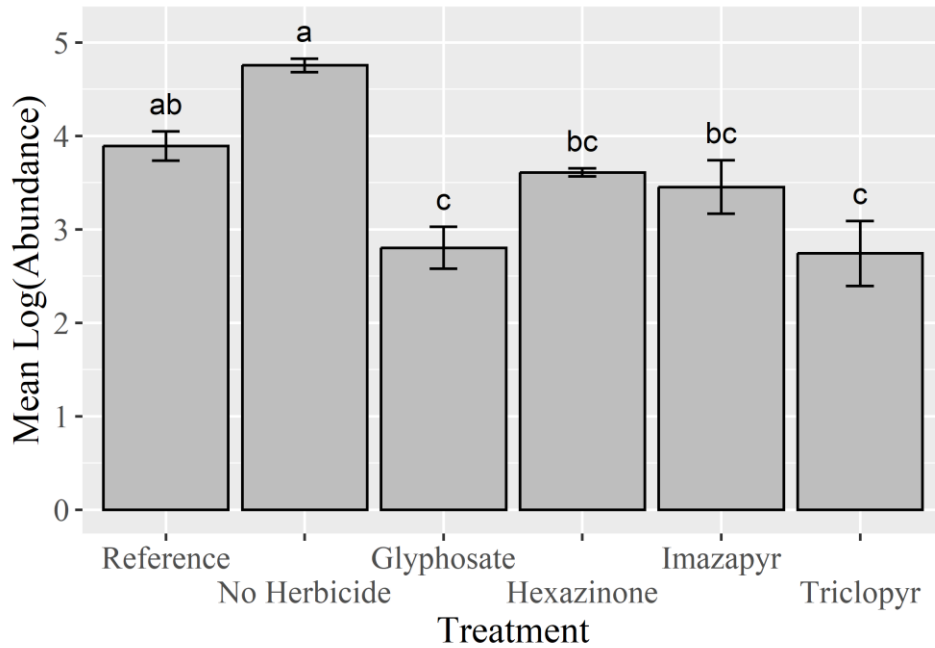 Mean Log(Abundance)
5
4
3
2
1
0
ab
a
c
bc
bc
c
Reference
No Herbicide
Glyphosate
Hexazinone
Imazapyr
Triclopyr
Treatment